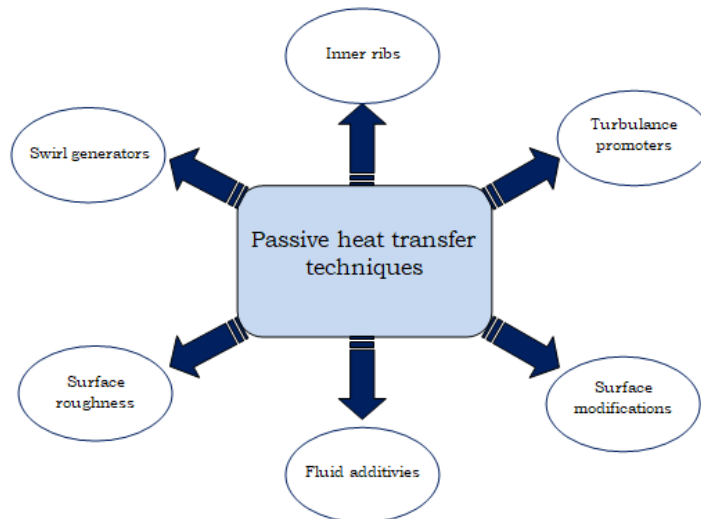 Inner ribs
Swirl generators
Turbulance
promoters
Passive heat transfer
techniques
Surface
roughness
Surface
modifications
Fluid additivies